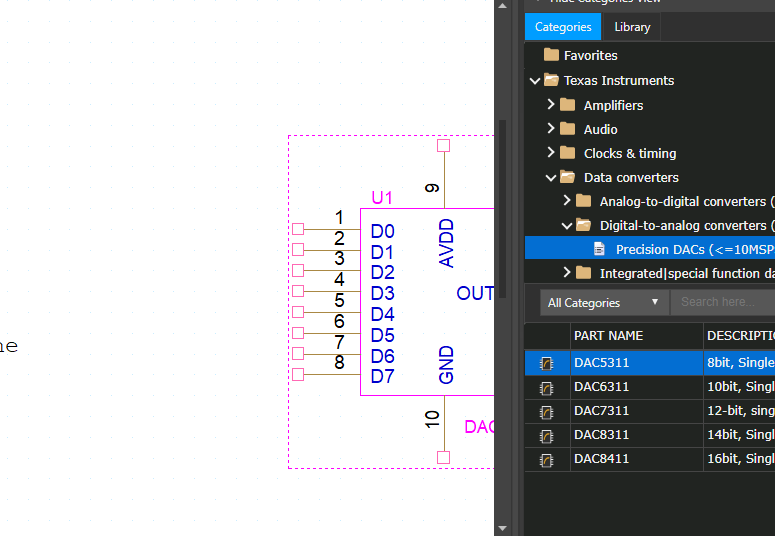 Hide Categories View
Categories Library
Favorites
Texas Instruments
Amplifiers
Audio
Clocks & timing
Data converters
Analog-to-digital converters (
Digital-to-analog converters (
Precision DACs (<=10MSP
Integrated|special function da
All Categories ▼ Search here...
PART NAME DESCRIPTIO
DAC5311 8bit, Single
DAC6311 10bit, Singl
DAC7311 12-bit, sing
DAC8311 14bit, Singl
DAC8411 16bit, Singl
U1
9
AVDD
1 D0
2 D1
3 D2
4 D3
5 D4
6 D5
7 D6
8 D7
OUT
GND
10
DAC
ne